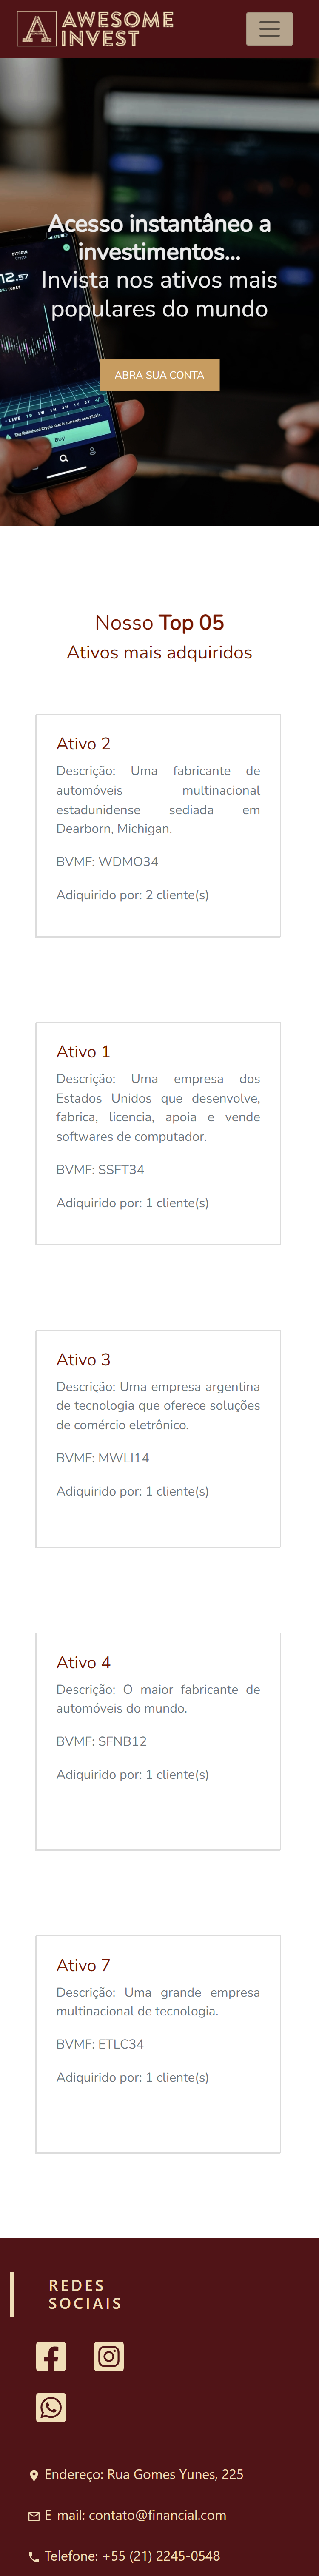 A AWESOME
INVEST
BITCOIN
12.57
TODAY
Acesso instantâneo a
investimentos...
Invista nos ativos mais
populares do mundo
ABRA SUA CONTA
Buy
Nosso Top 05
Ativos mais adquiridos
Ativo 2
Descrição: Uma fabricante de
automóveis multinacional
estadunidense sediada em
Dearborn, Michigan.
BVMF: WDMO34
Adiquirido por: 2 cliente(s)
Ativo 1
Descrição: Uma empresa dos
Estados Unidos que desenvolve,
fabrica, licencia, apoia e vende
softwares de computador.
BVMF: SSFT34
Adiquirido por: 1 cliente(s)
Ativo 3
Descrição: Uma empresa argentina
de tecnologia que oferece soluções
de comércio eletrônico.
BVMF: MWLI14
Adiquirido por: 1 cliente(s)
Ativo 4
Descrição: O maior fabricante de
automóveis do mundo.
BVMF: SFNB12
Adiquirido por: 1 cliente(s)
Ativo 7
Descrição: Uma grande empresa
multinacional de tecnologia.
BVMF: ETLC34
Adiquirido por: 1 cliente(s)
REDES
SOCIAIS
Endereço: Rua Gomes Yunes, 225
E-mail: contato@financial.com
Telefone: +55 (21) 2245-0548